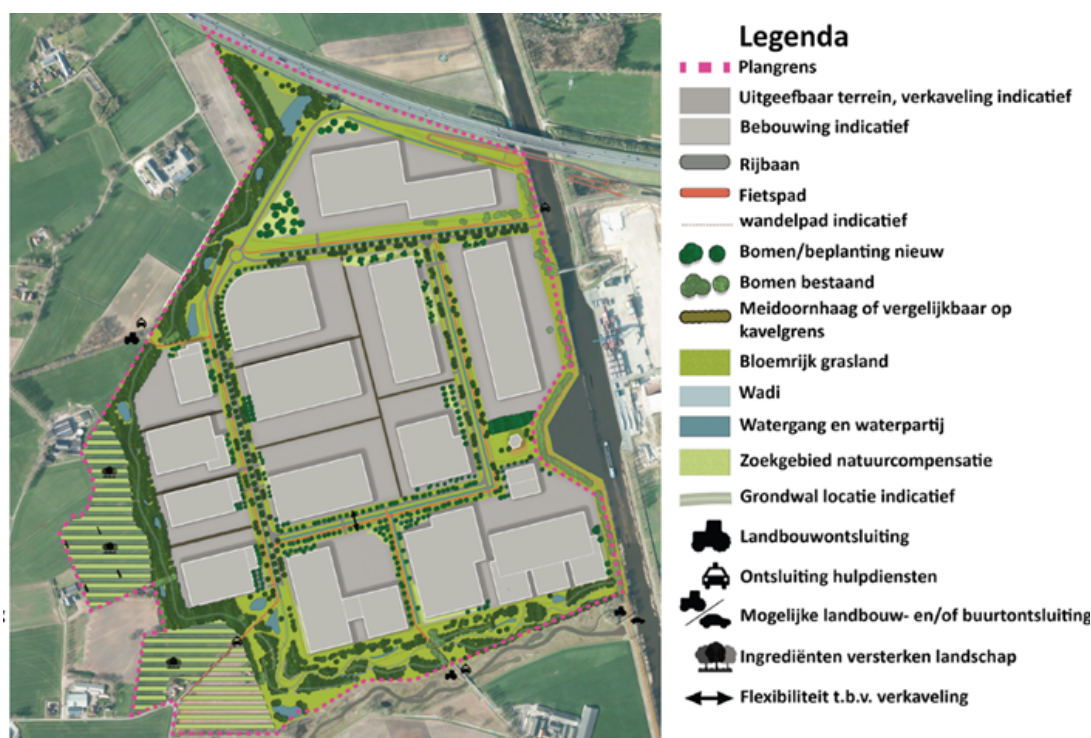 Legenda
Plangrens
Uitgeefbaar terrein, verkaveling indicatief
Bebouwing indicatief
Rijbaan
Fietspad
wandelpad indicatief
Bomen/beplanting nieuw
Bomen bestaand
Meidoornhaag of vergelijkbaar op
kavelgrens
Bloemrijk grasland
Wadi
Watergang en waterpartij
Zoekgebied natuurcompensatie
Grondwal locatie indicatief
Landbouwontsluiting
Ontsluiting hulpdiensten
Mogelijke landbouw- en/of buurtontsluiting
Ingrediënten versterken landschap
Flexibiliteit t.b.v. verkaveling